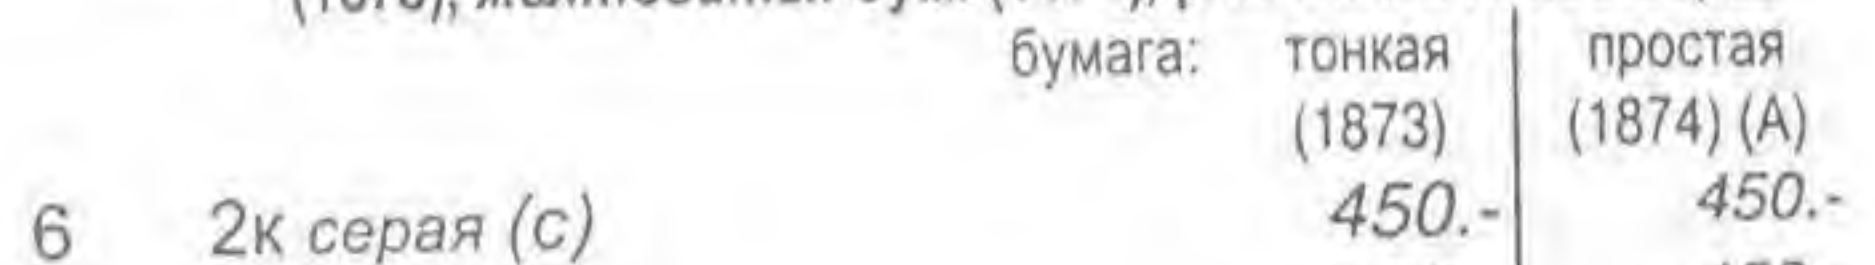 бумага: тонкая простая
(1873) (1874) (А)
6 2к серая (с) 450.- 450.-